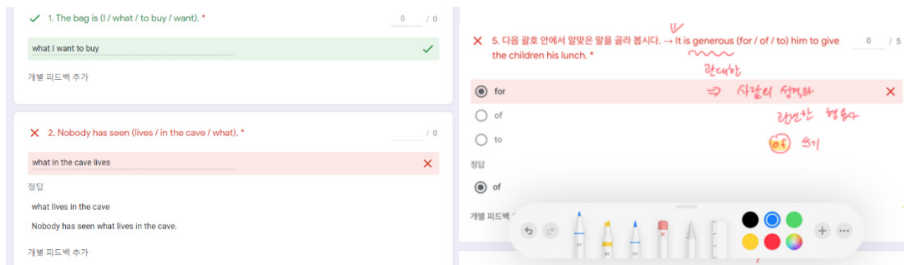 1. The bag is (I / what / to buy / want). *
0 / 0
what I want to buy
개별 피드백 추가
2. Nobody has seen (lives / in the cave / what). *
/ 0
what in the cave lives
정답
what lives in the cave
Nobody has seen what lives in the cave.
개별 피드백 추가
5. 다음 괄호 안에서 알맞은 말을 골라 봅시다. → It is generous (for / of / to) him to give
the children his lunch. *
0 / 5
관대한
for
⇒ 사람의 성격과
of
관련한 형용사
to
of 쓰기
정답
of
개별 피드백